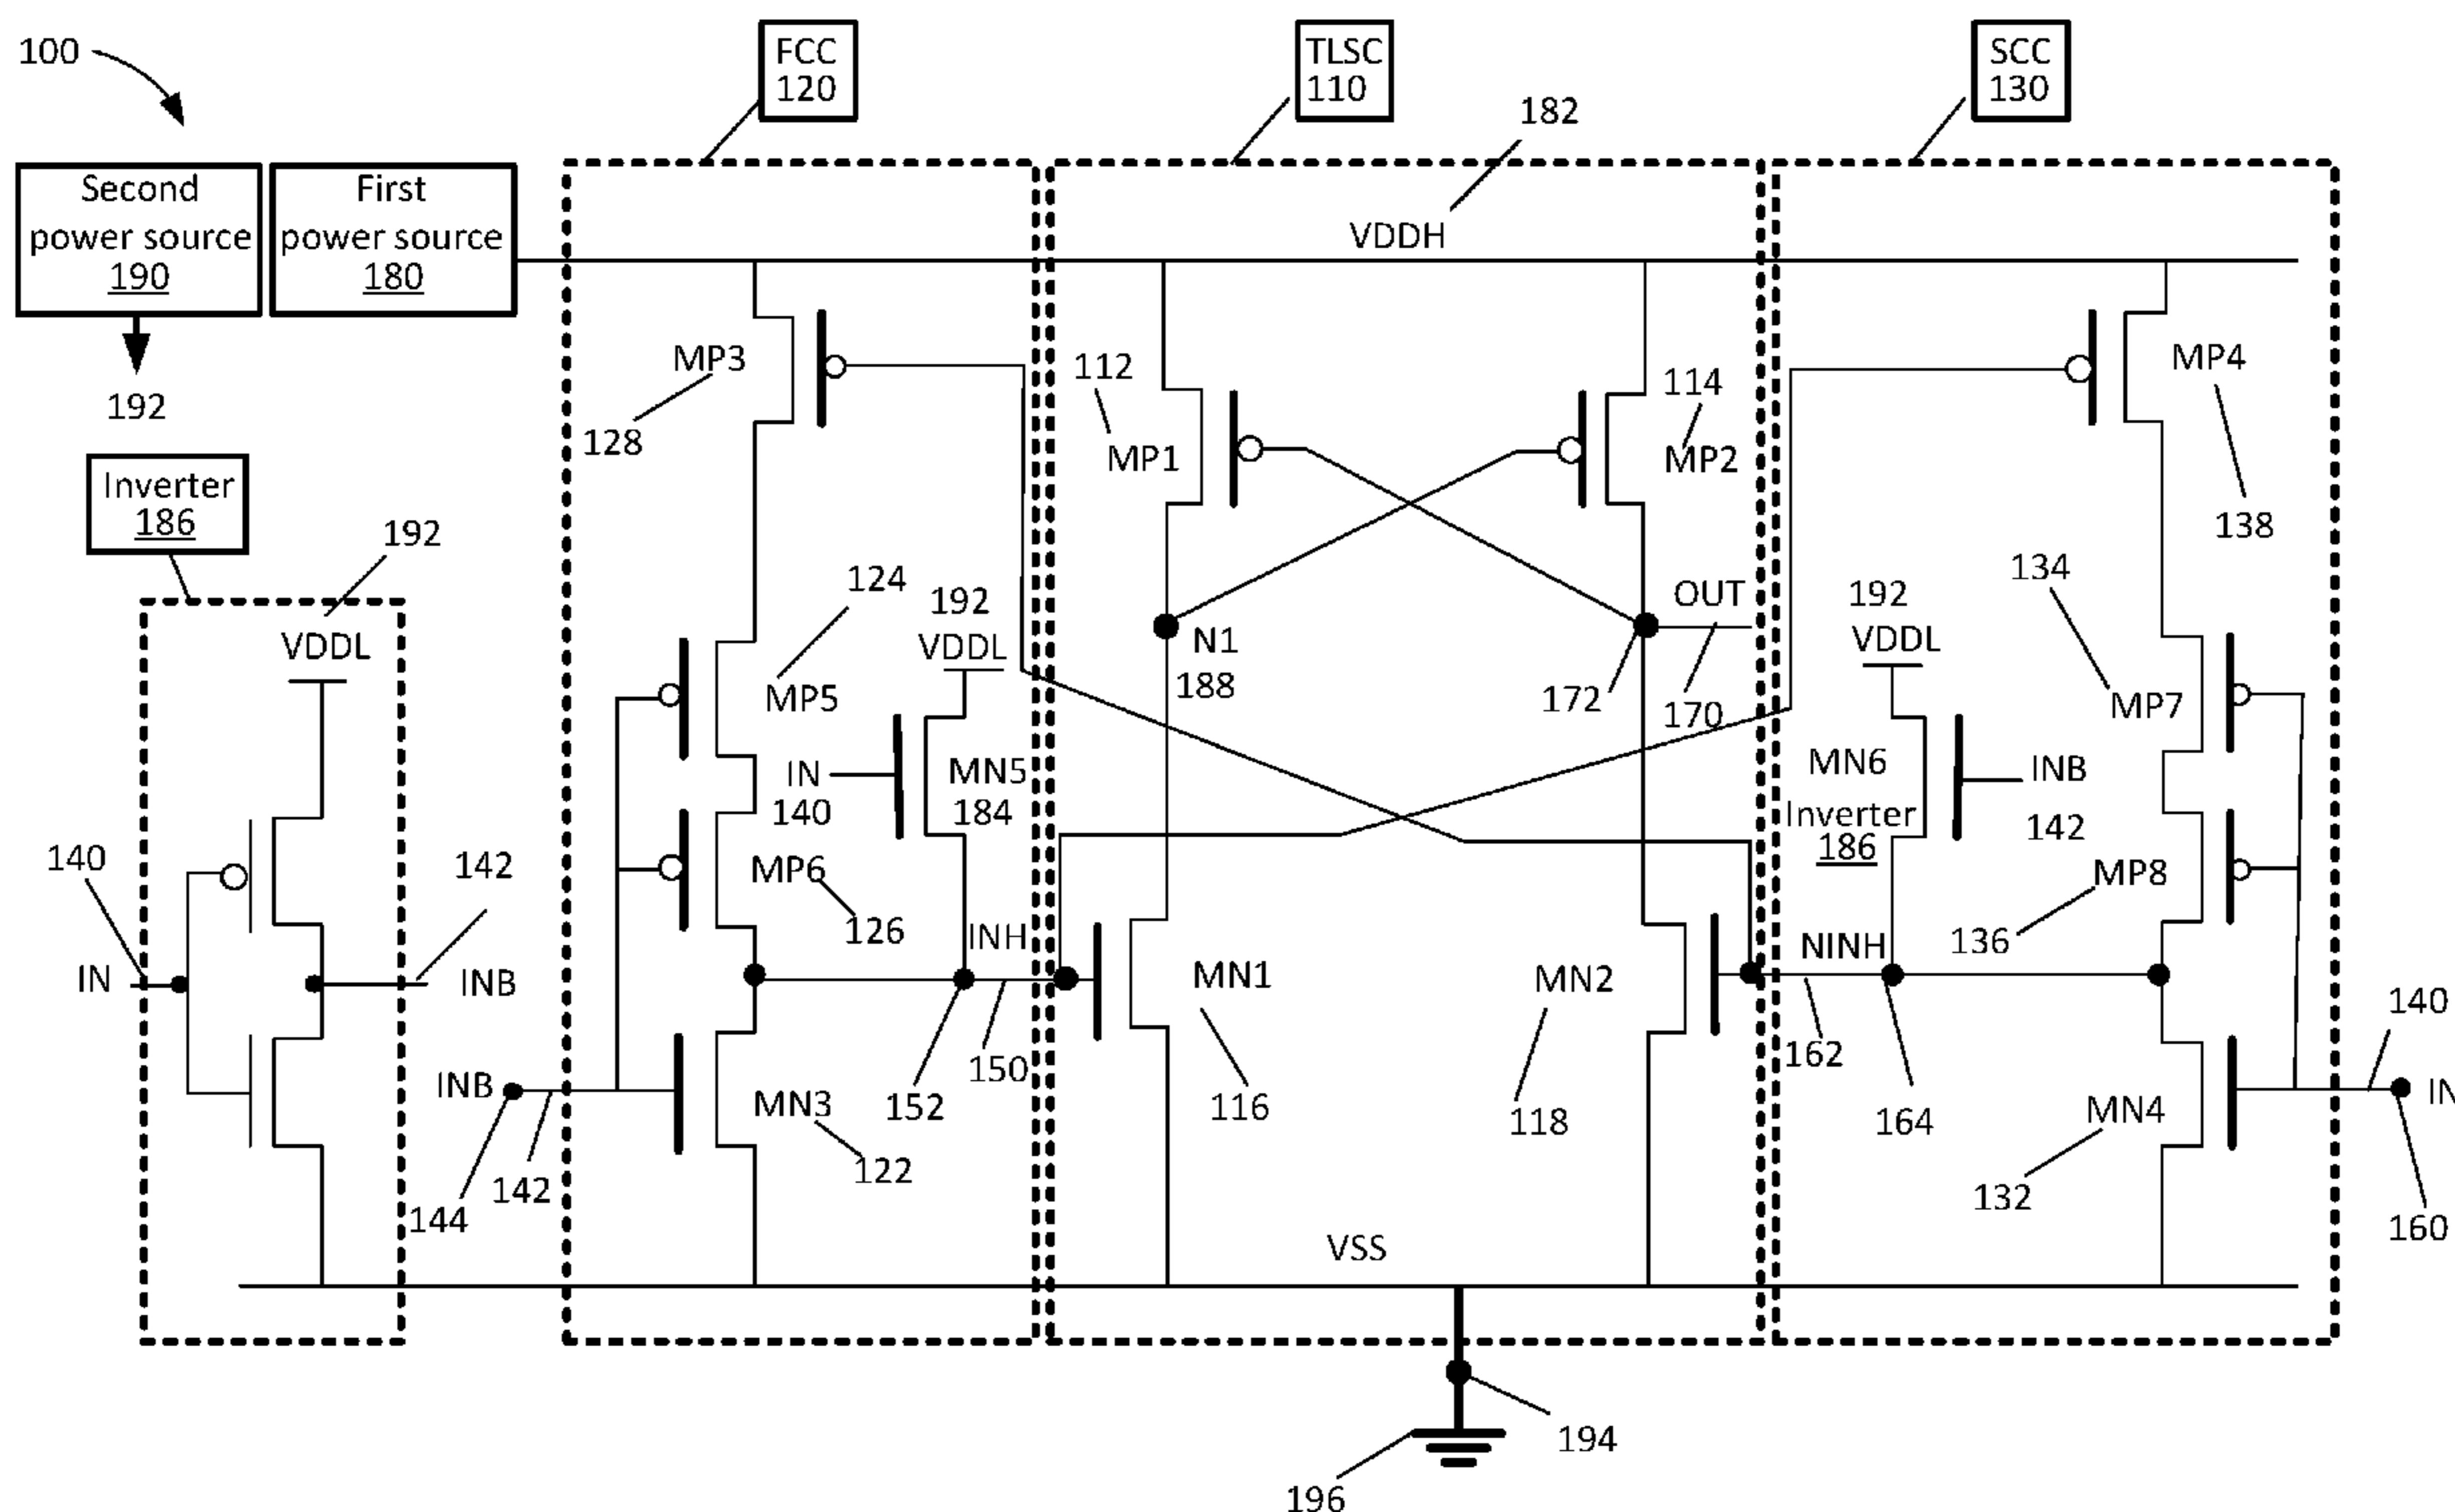 100
FCC
120
TLSC
110
SCC
130
182
Second
power source
190
First
power source
180
VDDH
192
MP3
128
112
MP1
114
MP2
MP4
138
Inverter
186
192
VDDL
124
MP5
192
VDDL
N1
188
OUT
172
170
134
MP7
192
VDDL
IN
140
MN5
184
MN6
Inverter
186
INB
142
MP8
136
140
142
MP6
126
INH
NINH
IN
INB
MN1
MN2
140
INB
144
142
MN3
122
152
150
116
118
162
164
MN4
132
IN
160
VSS
194
196